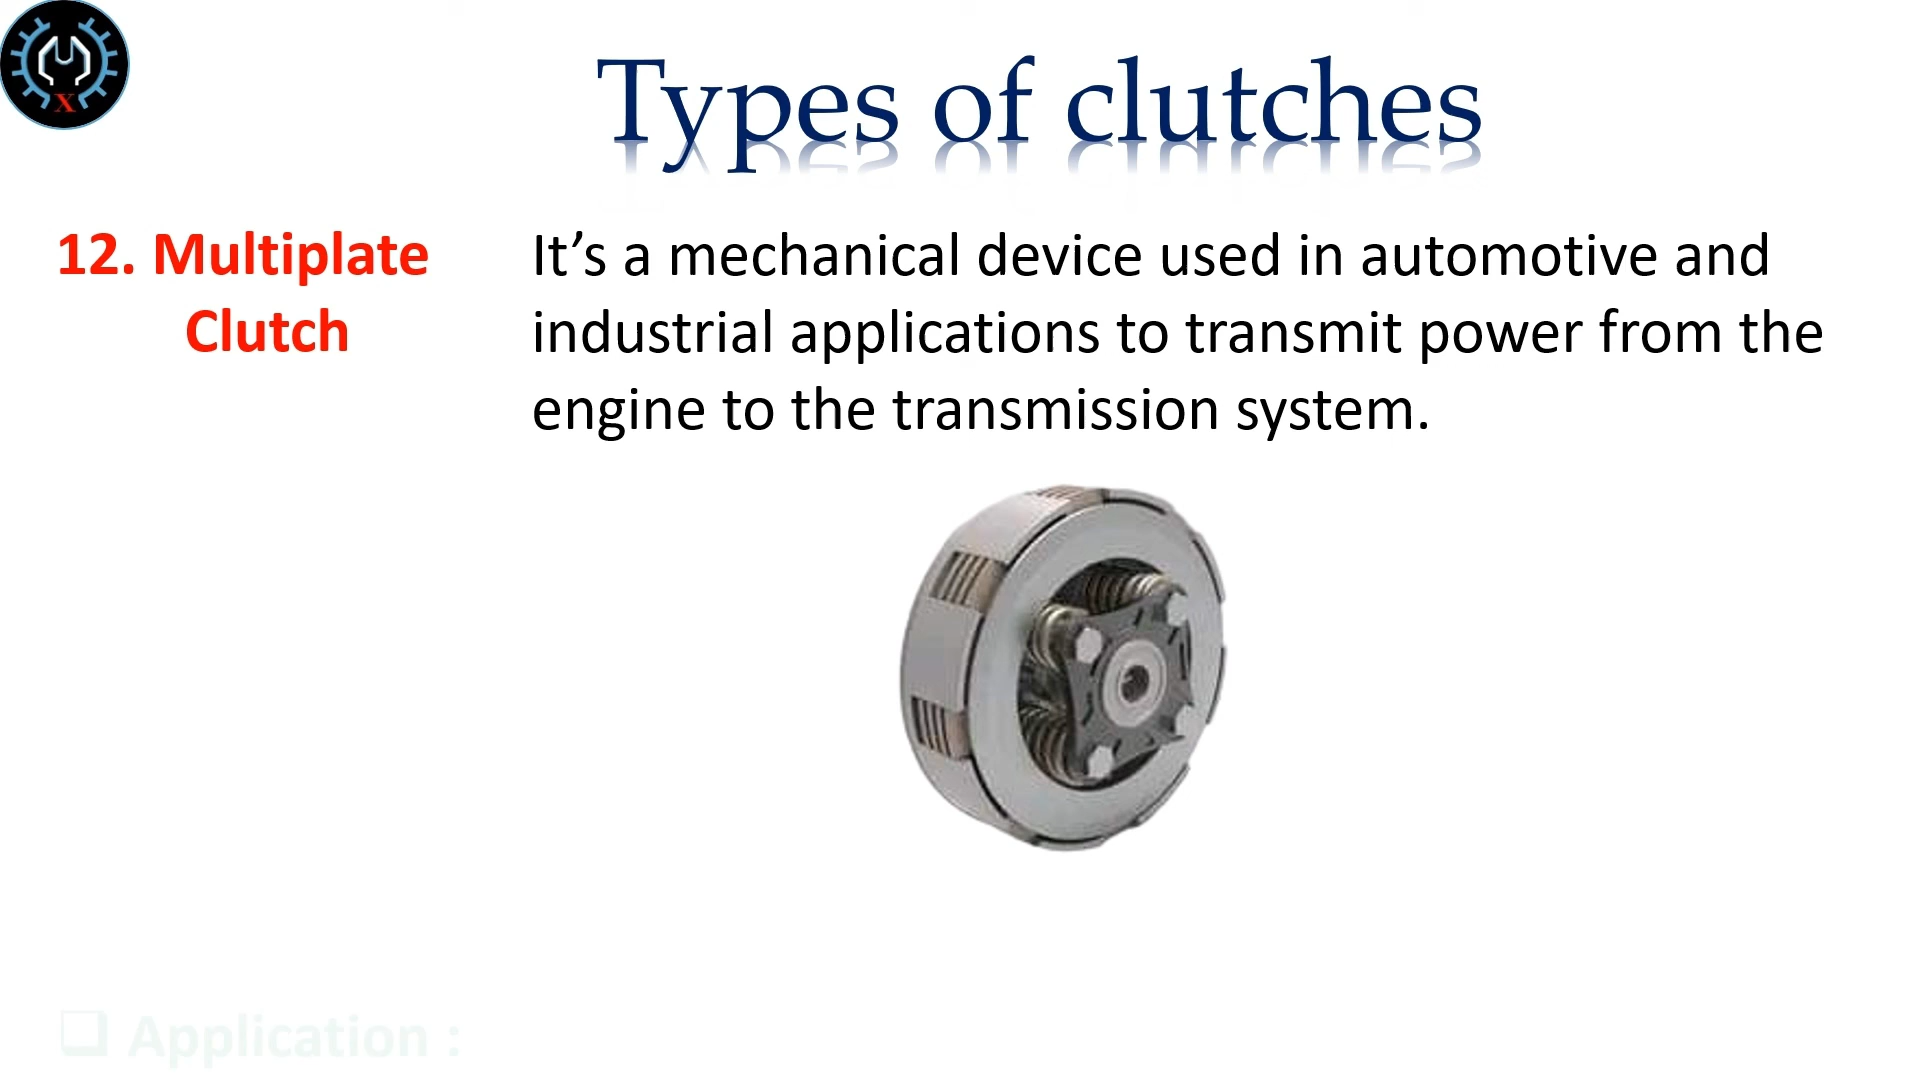 X
Types of clutches
12. Multiplate
Clutch
It’s a mechanical device used in automotive and
industrial applications to transmit power from the
engine to the transmission system.
❑ Application :